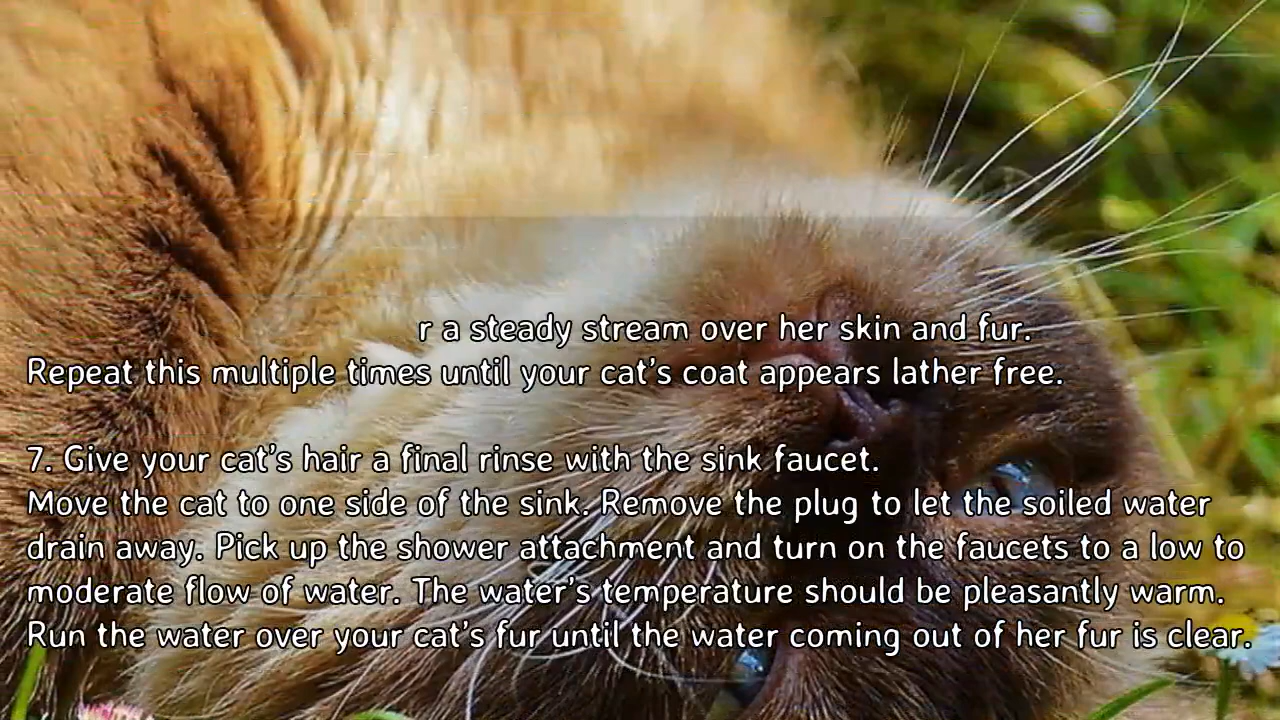 r a steady stream over her skin and fur.
Repeat this multiple times until your cat's coat appears lather free.
7. Give your cat's hair a final rinse with the sink faucet.
Move the cat to one side of the sink. Remove the plug to let the soiled water
drain away. Pick up the shower attachment and turn on the faucets to a low to
moderate flow of water. The water's temperature should be pleasantly warm.
Run the water over your cat's fur until the water coming out of her fur is clear.